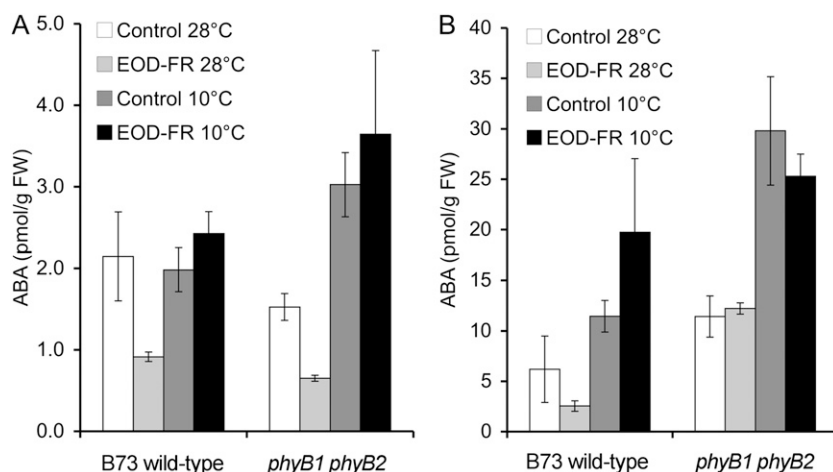 A
ABA (pmol/g FW)
5.0
4.0
3.0
2.0
1.0
0.0
Control 28°C
EOD-FR 28°C
Control 10°C
EOD-FR 10°C
B73 wild-type
phyB1 phyB2
B
ABA (pmol/g FW)
40
35
30
25
20
15
10
5
0
Control 28°C
EOD-FR 28°C
Control 10°C
EOD-FR 10°C
B73 wild-type
phyB1 phyB2